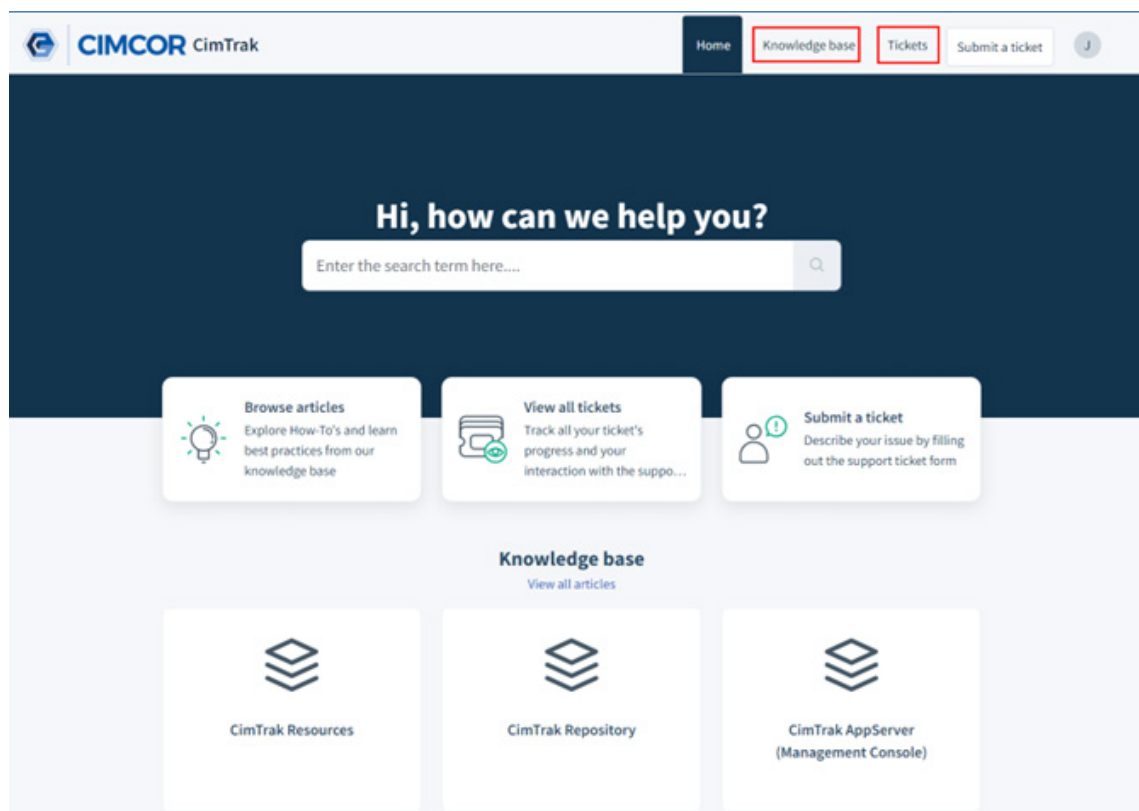 CIMCOR CimTrak
Home
Knowledge base
Tickets
Submit a ticket
J
Hi, how can we help you?
Enter the search term here....
Browse articles
Explore How-To's and learn
best practices from our
knowledge base
View all tickets
Track all your ticket's
progress and your
interaction with the suppo...
Submit a ticket
Describe your issue by filling
out the support ticket form
Knowledge base
View all articles
CimTrak Resources
CimTrak Repository
CimTrak AppServer
(Management Console)